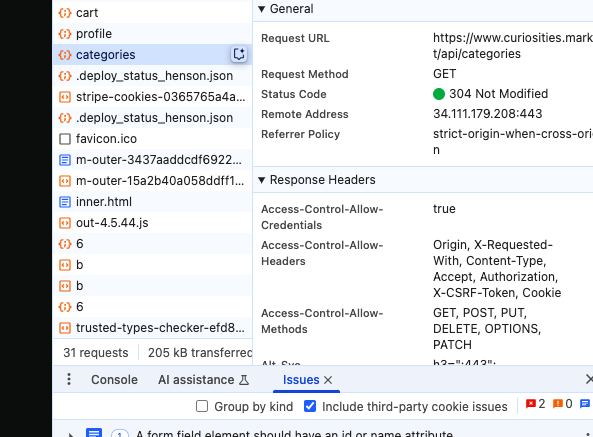 cart
profile
categories
.deploy_status_henson.json
stripe-cookies-0365765a4a...
.deploy_status_henson.json
favicon.ico
m-outer-3437aaddcdf6922...
m-outer-15a2b40a058ddff1...
inner.html
out-4.5.44.js
6
b
b
6
trusted-types-checker-efd8...
31 requests
205 kB transferred
General
Request URL
https://www.curiosities.mark
t/api/categories
Request Method
GET
Status Code
304 Not Modified
Remote Address
34.111.179.208:443
Referrer Policy
strict-origin-when-cross-ori
n
Response Headers
Access-Control-Allow-
Credentials
true
Access-Control-Allow-
Headers
Origin, X-Requested-
With, Content-Type,
Accept, Authorization,
X-CSRF-Token, Cookie
Access-Control-Allow-
Methods
GET, POST, PUT,
DELETE, OPTIONS,
PATCH
Alt-Svc
h3=":443";
Console
AI assistance
Issues
Group by kind
Include third-party cookie issues
2
0
1
A form field element should have an id or name attribute